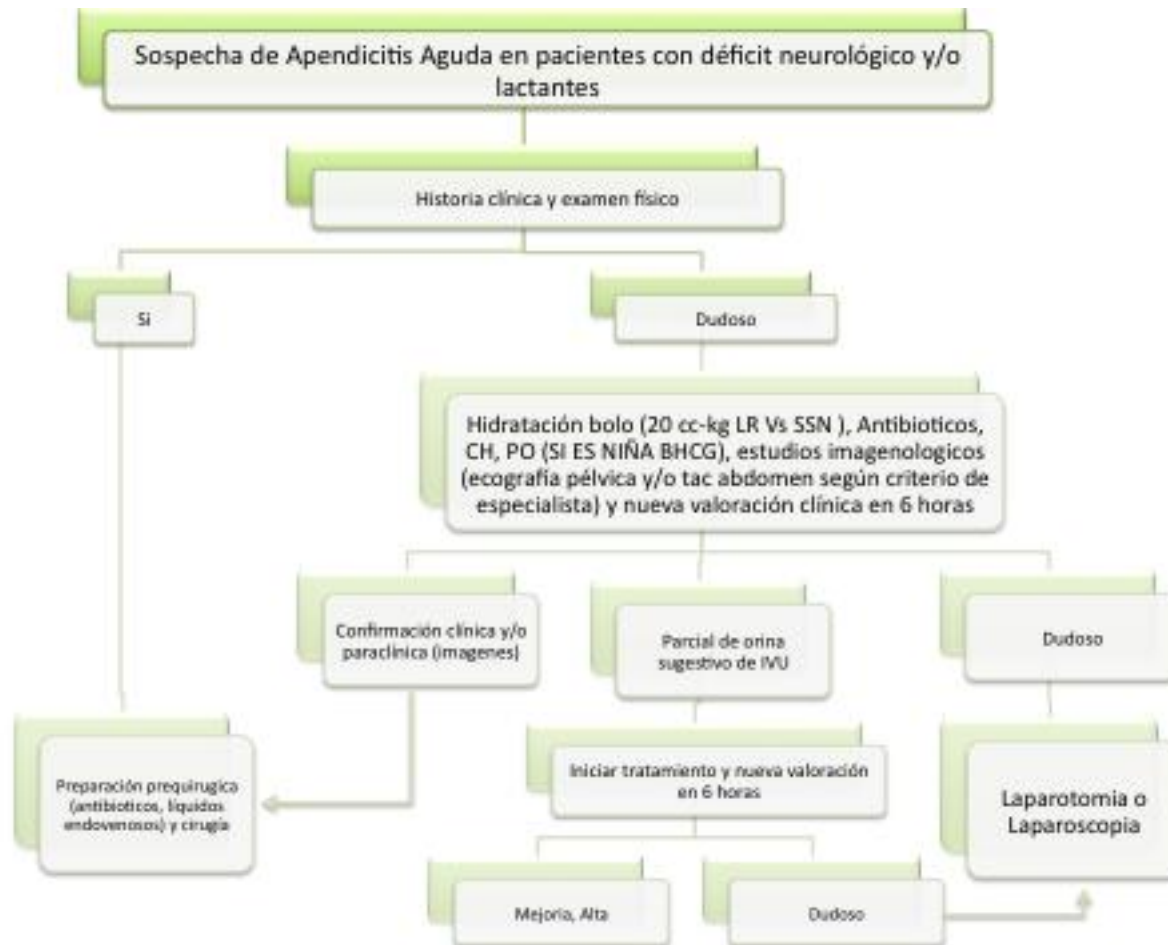 Sospecha de Apendicitis Aguda en pacientes con déficit neurológico y/o
lactantes
Historia clínica y examen físico
Si
Dudoso
Hidratación bolo (20 cc-kg LR Vs SSN ), Antibioticos,
CH, PO (SI ES NIÑA BHCG), estudios imagenologicos
(ecografía pélvica y/o tac abdomen según criterio de
especialista) y nueva valoración clínica en 6 horas
Confirmación clínica y/o
paraclínica (imagenes)
Parcial de orina
sugestivo de IVU
Dudoso
Preparación prequirugica
(antibioticos, líquidos
endovenosos) y cirugía
Iniciar tratamiento y nueva valoración
en 6 horas
Laparotomia o
Laparoscopia
Mejoria, Alta
Dudoso